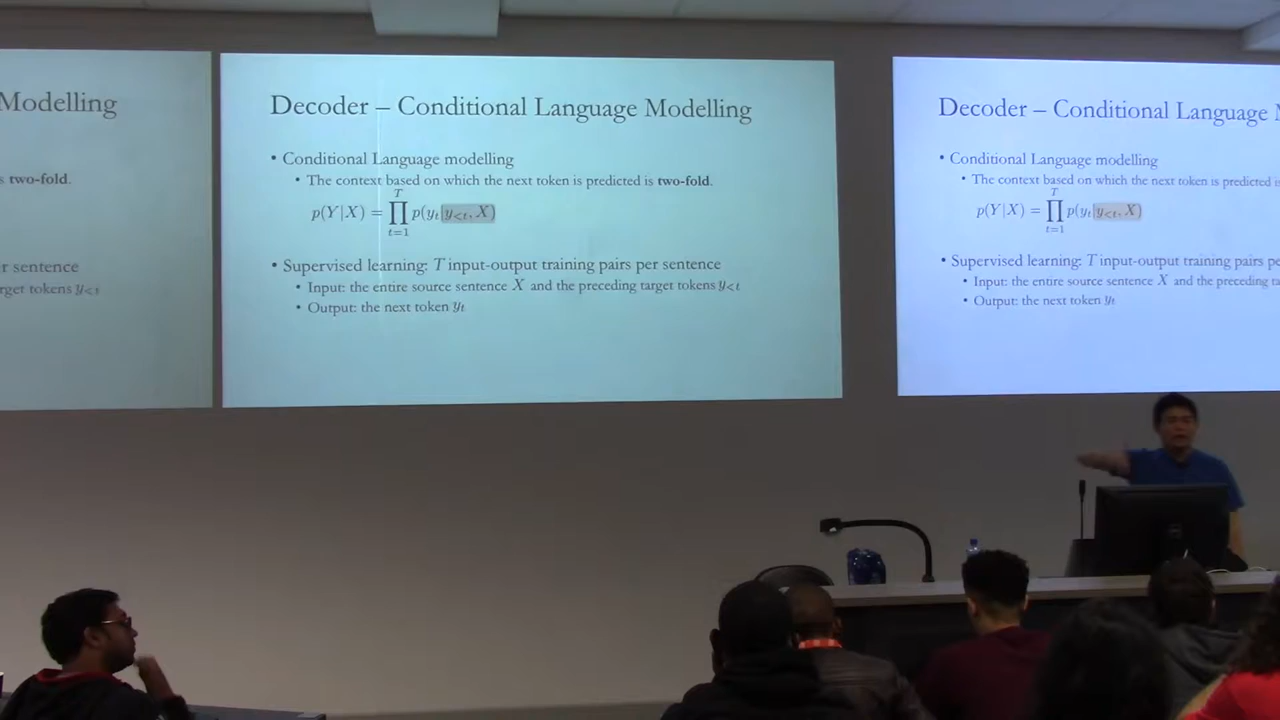 Modelling
s two-fold.
r sentence
rget tokens y<t
Decoder – Conditional Language Modelling
• Conditional Language modelling
• The context based on which the next token is predicted is two-fold.
p(Y|X) = ∏_{t=1}^{T} p(y_t|y_{<t}, X)
• Supervised learning: T input-output training pairs per sentence
• Input: the entire source sentence X and the preceding target tokens y<t
• Output: the next token y_t
Decoder – Conditional Language
• Conditional Language modelling
• The context based on which the next token is predicted is
p(Y|X) = ∏_{t=1}^{T} p(y_t|y_{<t}, X)
• Supervised learning: T input-output training pairs pe
• Input: the entire source sentence X and the preceding ta
• Output: the next token y_t